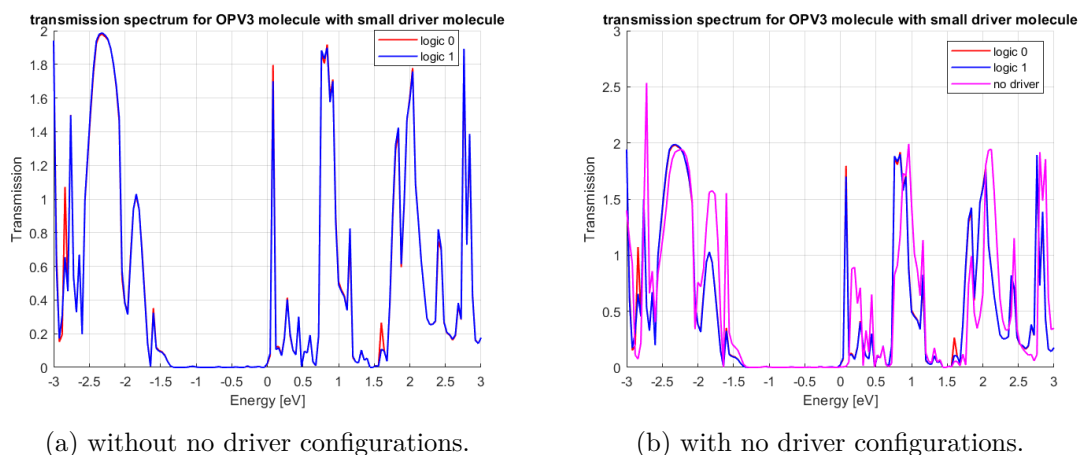 transmission spectrum for OPV3 molecule with small driver molecule
logic 0
logic 1
2
1.8
1.6
1.4
1.2
1
0.8
0.6
0.4
0.2
0
Transmission
-3 -2.5 -2 -1.5 -1 -0.5 0 0.5 1 1.5 2 2.5 3
Energy [eV]
(a) without no driver configurations.
transmission spectrum for OPV3 molecule with small driver molecule
logic 0
logic 1
no driver
3
2.5
2
1.5
1
0.5
0
Transmission
-3 -2.5 -2 -1.5 -1 -0.5 0 0.5 1 1.5 2 2.5 3
Energy [eV]
(b) with no driver configurations.